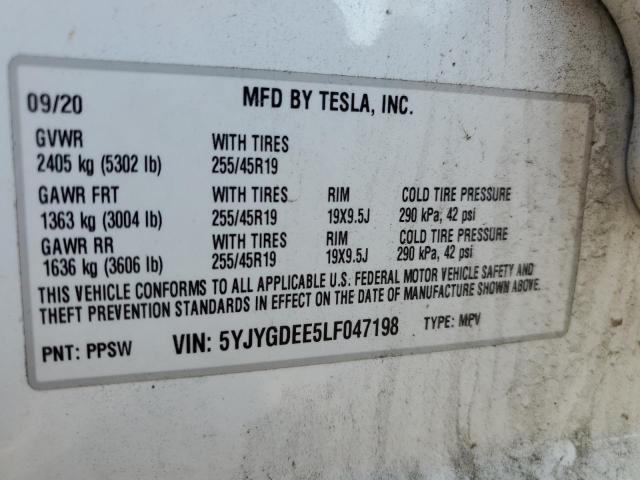 09/20 MFD BY TESLA, INC.
GVWR WITH TIRES
2405 kg (5302 lb) 255/45R19
GAWR FRT WITH TIRES RIM COLD TIRE PRESSURE
1363 kg (3004 lb) 255/45R19 19X9.5J 290 kPa, 42 psi
GAWR RR WITH TIRES RIM COLD TIRE PRESSURE
1636 kg (3606 lb) 255/45R19 19X9.5J 290 kPa, 42 psi
THIS VEHICLE CONFORMS TO ALL APPLICABLE U.S. FEDERAL MOTOR VEHICLE SAFETY AND
THEFT PREVENTION STANDARDS IN EFFECT ON THE DATE OF MANUFACTURE SHOWN ABOVE.
PNT: PPSW VIN: 5YJYGDEE5LF047198 TYPE: MPV